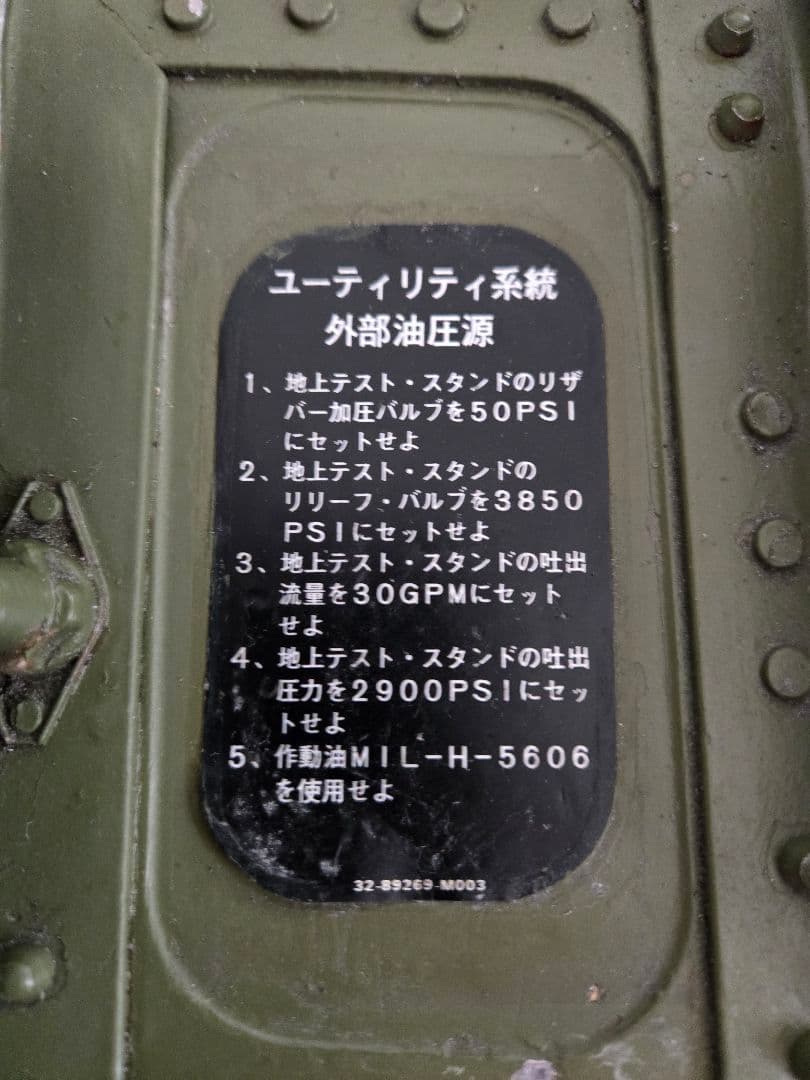 ユーティリティ系統
外部油圧源
1、地上テスト・スタンドのリザ
バー加圧バルブを50PSI
にセットせよ
2、地上テスト・スタンドの
リリーフ・バルブを3850
PSIにセットせよ
3、地上テスト・スタンドの吐出
流量を30GPMにセット
せよ
4、地上テスト・スタンドの吐出
圧力を2900PSIにセッ
トせよ
5、作動油MIL-H-5606
を使用せよ
32-89269-M003